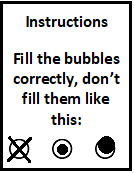 Instructions
Fill the bubbles
correctly, don't
fill them like
this: